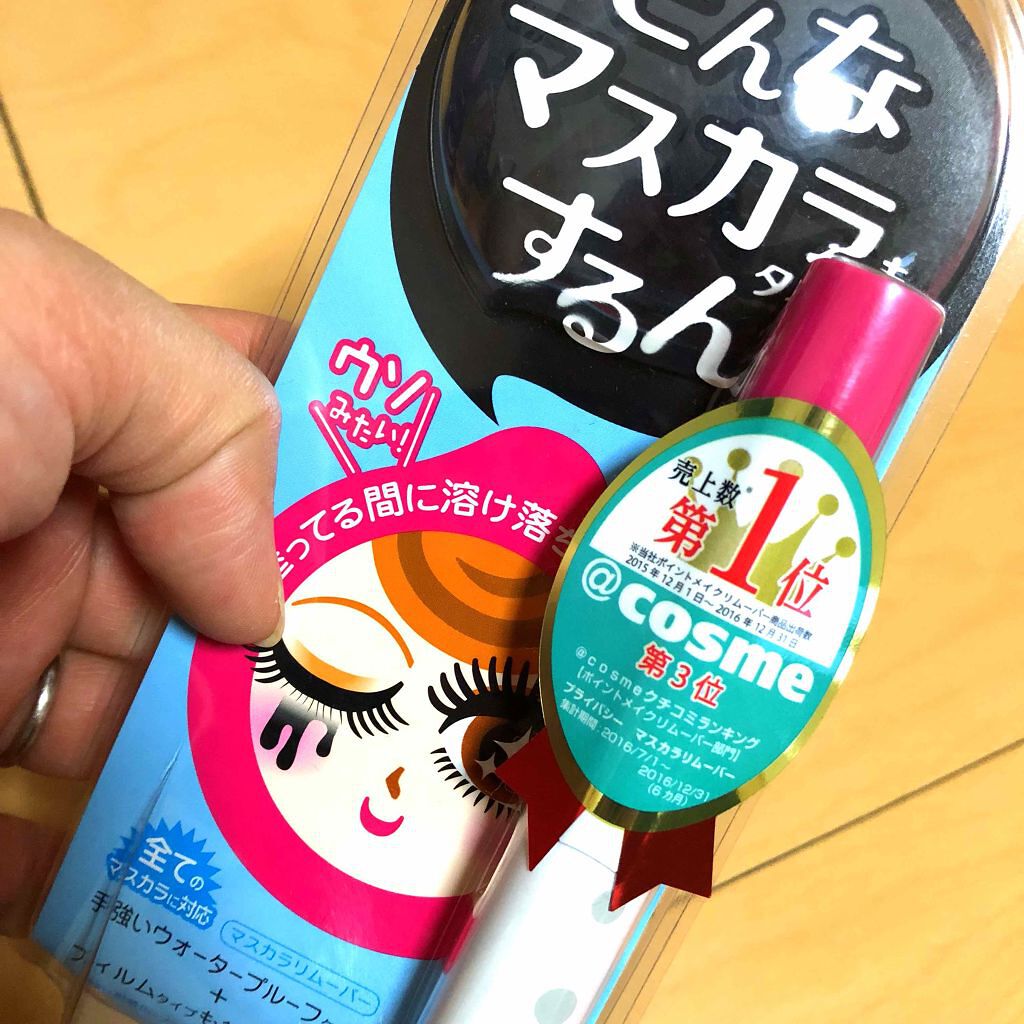 どんな
マスカラも
するん
ウソ
みたい!
ってる間に溶け落ち
売上数※
第1位
※当社ポイントメイクリムーバー商品出荷数
2015年12月1日~2016年12月31日
@cosme
第3位
@cosmeクチコミランキング
[ポイントメイクリムーバー部門]
プライバシー マスカラリムーバー
集計期間:2016/7/1~
2016/12/31
(6カ月)
全ての
マスカラに対応
マスカラリムーバー
手強いウォータープルーフ
+
フィルムタイプも